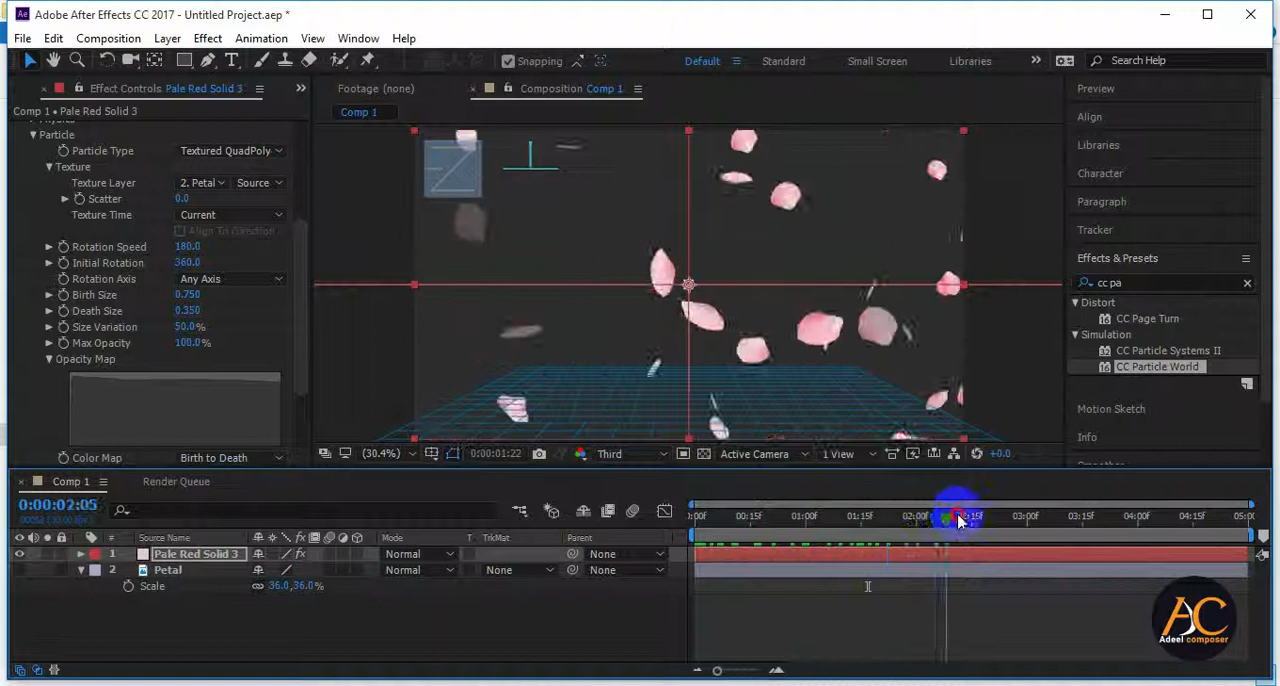 Adobe After Effects CC 2017 - Untitled Project.aep *
File Edit Composition Layer Effect Animation View Window Help
Snapping Default Standard Small Screen Libraries Search Help
Effect Controls Pale Red Solid 3
Footage (none)
Composition Comp 1
Preview
Comp 1 • Pale Red Solid 3
Comp 1
Align
Particle
Libraries
Particle Type Textured QuadPoly
Texture
Character
Texture Layer 2. Petal Source
Scatter 0.0
Paragraph
Texture Time Current
Align To Direction
Tracker
Rotation Speed 180.0
Initial Rotation 360.0
Effects & Presets
Rotation Axis Any Axis
cc pa
Birth Size 0.750
Distort
Death Size 0.350
CC Page Turn
Size Variation 50.0%
Simulation
Max Opacity 100.0%
CC Particle Systems II
Opacity Map
CC Particle World
Motion Sketch
Info
Color Map Birth to Death
(30.4%) 0:00:01:22 Third Active Camera 1 View +0.0
Comp 1 Render Queue
0:00:02:05
:00f 00:15f 01:00f 01:15f 02:00f 15f 03:00f 03:15f 04:00f 04:15f 05:0
# Source Name Mode T TrkMat Parent
1 Pale Red Solid 3 Normal None
2 Petal Normal None None
Scale 36.0,36.0%
AC
Adeel composer